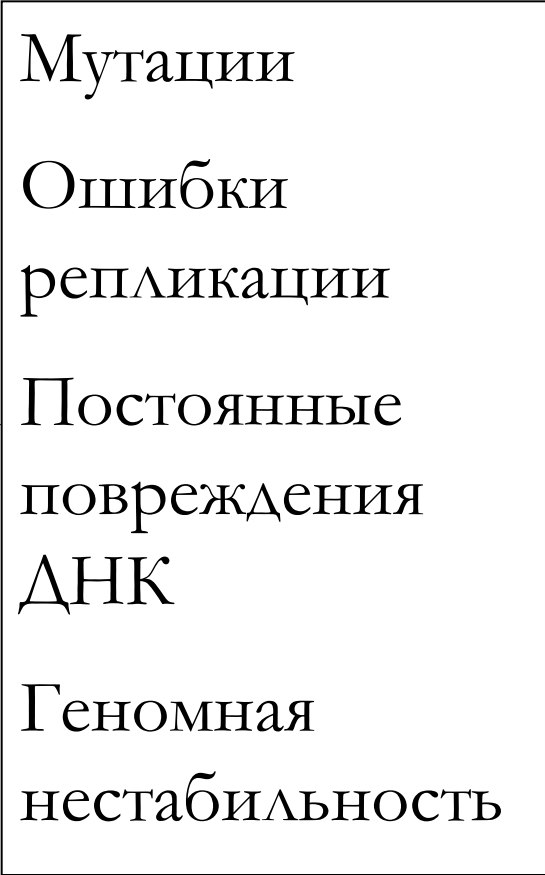 Мутации
Ошибки
репликации
Постоянные
повреждения
ДНК
Геномная
нестабильность